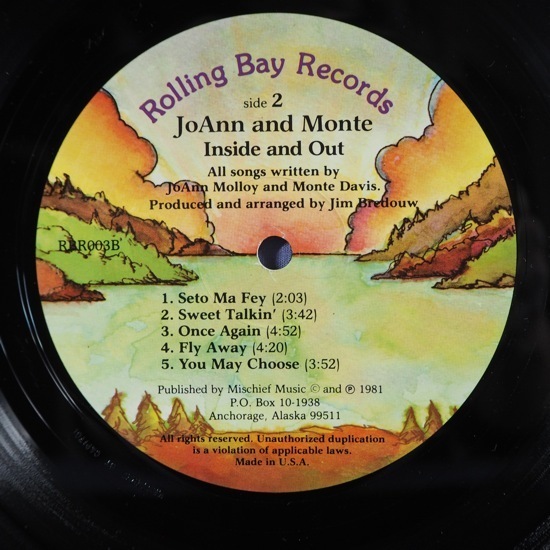 Rolling Bay Records
side 2
JoAnn and Monte
Inside and Out
All songs written by
JoAnn Molloy and Monte Davis.
Produced and arranged by Jim Bredouw
RBR003B
1. Seto Ma Fey (2:03)
2. Sweet Talkin' (3:42)
3. Once Again (4:52)
4. Fly Away (4:20)
5. You May Choose (3:52)
Published by Mischief Music © and ℗ 1981
P.O. Box 10-1938
Anchorage, Alaska 99511
All rights reserved. Unauthorized duplication
is a violation of applicable laws.
Made in U.S.A.